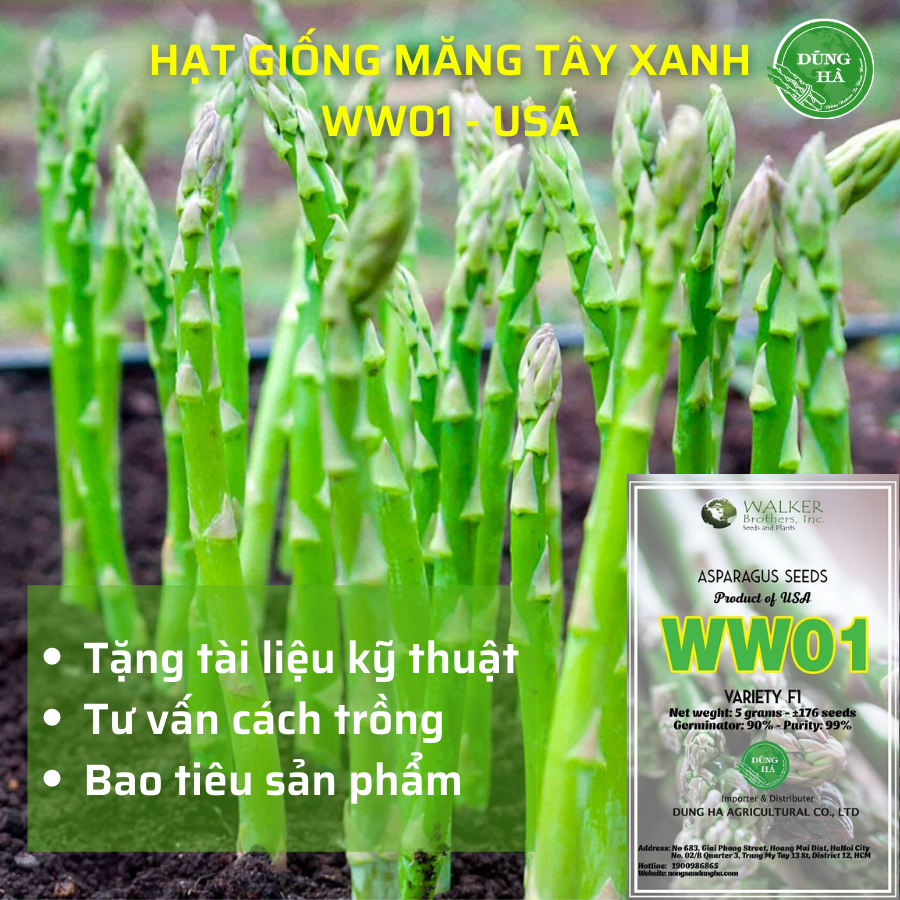 HẠT GIỐNG MĂNG TÂY XANH
WW01 - USA
DŨNG
HÀ
• Tặng tài liệu kỹ thuật
• Tư vấn cách trồng
• Bao tiêu sản phẩm
WALKER
Brothers, Inc.
Seeds and Plants
ASPARAGUS SEEDS
Product of USA
WW01
VARIETY F1
Net weght: 5 grams - ±176 seeds
Germinator: 90% - Purity: 99%
DŨNG
HÀ
Importer & Distributer
DUNG HA AGRICULTURAL CO., LTD
Address: No 683, Giai Phong Street, Hoang Mai Dist, HaNoi City
No. 02/B Quarter 3, Trung My Tay 13 St, District 12, HCM
Hotline: 1900986865
Website: nongsandungha.com